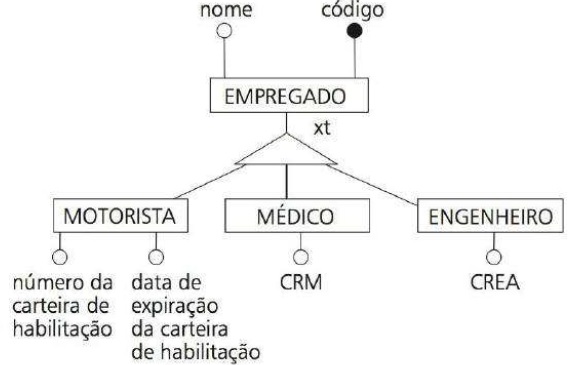 nome
código
EMPREGADO
xt
MOTORISTA
MÉDICO
ENGENHEIRO
número da
carteira de
habilitação
data de
expiração
da carteira
de habilitação
CRM
CREA